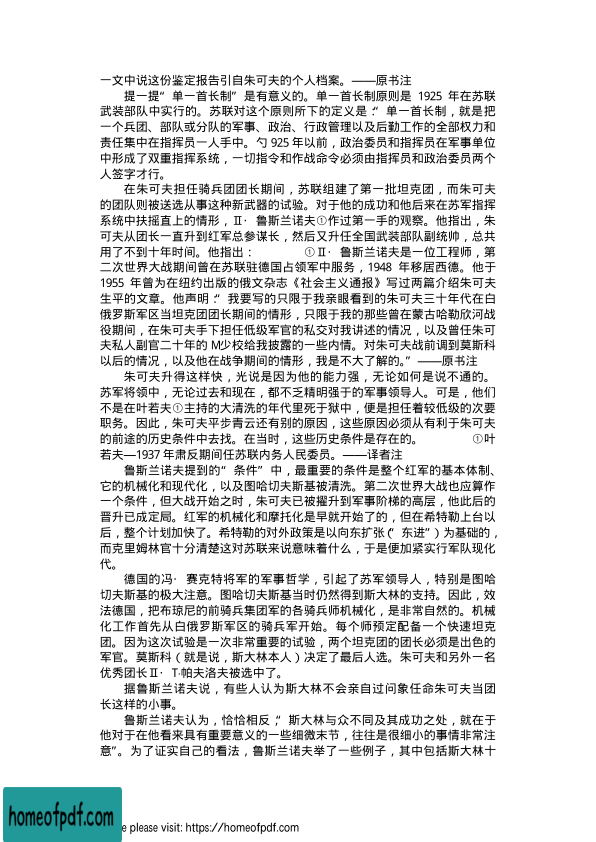 一文中说这份鉴定报告引自朱可夫的个人档案。——原书注
提一提“单一首长制”是有意义的。单一首长制原则是 1925 年在苏联
武装部队中实行的。苏联对这个原则所下的定义是：“单一首长制，就是把
一个兵团、部队或分队的军事、政治、行政管理以及后勤工作的全部权力和
责任集中在指挥员一人手中。勺 925 年以前，政治委员和指挥员在军事单位
中形成了双重指挥系统，一切指令和作战命令必须由指挥员和政治委员两个
人签字才行。
在朱可夫担任骑兵团团长期间，苏联组建了第一批坦克团，而朱可夫
的团队则被送选从事这种新武器的试验。对于他的成功和他后来在苏军指挥
系统中扶摇直上的情形，Ⅱ·鲁斯兰诺夫①作过第一手的观察。他指出，朱
可夫从团长一直升到红军总参谋长，然后又升任全国武装部队副统帅，总共
用了不到十年时间。他指出： ①Ⅱ·鲁斯兰诺夫是一位工程师，第
二次世界大战期间曾在苏联驻德国占领军中服务，1948 年移居西德。他于
1955 年曾为在纽约出版的俄文杂志《社会主义通报》写过两篇介绍朱可夫
生平的文章。他声明：“我要写的只限于我亲眼看到的朱可夫三十年代在白
俄罗斯军区当坦克团团长期间的情形，只限于我的那些曾在蒙古哈勒欣河战
役期间，在朱可夫手下担任低级军官的私交对我讲述的情况，以及曾任朱可
夫私人副官二十年的 M少校给我披露的一些内情。对朱可夫战前调到莫斯科
以后的情况，以及他在战争期间的情形，我是不大了解的。”——原书注
朱可夫升得这样快，光说是因为他的能力强，无论如何是说不通的。
苏军将领中，无论过去和现在，都不乏精明强干的军事领导人。可是，他们
不是在叶若夫①主持的大清洗的年代里死于狱中，便是担任着较低级的次要
职务。因此，朱可夫平步青云还有别的原因，这些原因必须从有利于朱可夫
的前途的历史条件中去找。在当时，这些历史条件是存在的。 ①叶
若夫—1937年肃反期间任苏联内务人民委员。——译者注
鲁斯兰诺夫提到的“条件”中，最重要的条件是整个红军的基本体制、
它的机械化和现代化，以及图哈切夫斯基被清洗。第二次世界大战也应算作
一个条件，但大战开始之时，朱可夫已被擢升到军事阶梯的高层，他此后的
晋升已成定局。红军的机械化和摩托化是早就开始了的，但在希特勒上台以
后，整个计划加快了。希特勒的对外政策是以向东扩张（“东进”）为基础的，
而克里姆林宫十分清楚这对苏联来说意味着什么，于是便加紧实行军队现化
代。
德国的冯·赛克特将军的军事哲学，引起了苏军领导人，特别是图哈
切夫斯基的极大注意。图哈切夫斯基当时仍然得到斯大林的支持。因此，效
法德国，把布琼尼的前骑兵集团军的各骑兵师机械化，是非常自然的。机械
化工作首先从白俄罗斯军区的骑兵军开始。每个师预定配备一个快速坦克
团。因为这次试验是一次非常重要的试验，两个坦克团的团长必须是出色的
军官。莫斯科（就是说，斯大林本人）决定了最后人选。朱可夫和另外一名
优秀团长Ⅱ·T·帕夫洛夫被选中了。
据鲁斯兰诺夫说，有些人认为斯大林不会亲自过问象任命朱可夫当团
长这样的小事。
鲁斯兰诺夫认为，恰恰相反，“斯大林与众不同及其成功之处，就在于
他对于在他看来具有重要意义的一些细微末节，往往是很细小的事情非常注
意”。为了证实自己的看法，鲁斯兰诺夫举了一些例子，其中包括斯大林十
homeofpdf.com
e please visit: https://homeofpdf.com